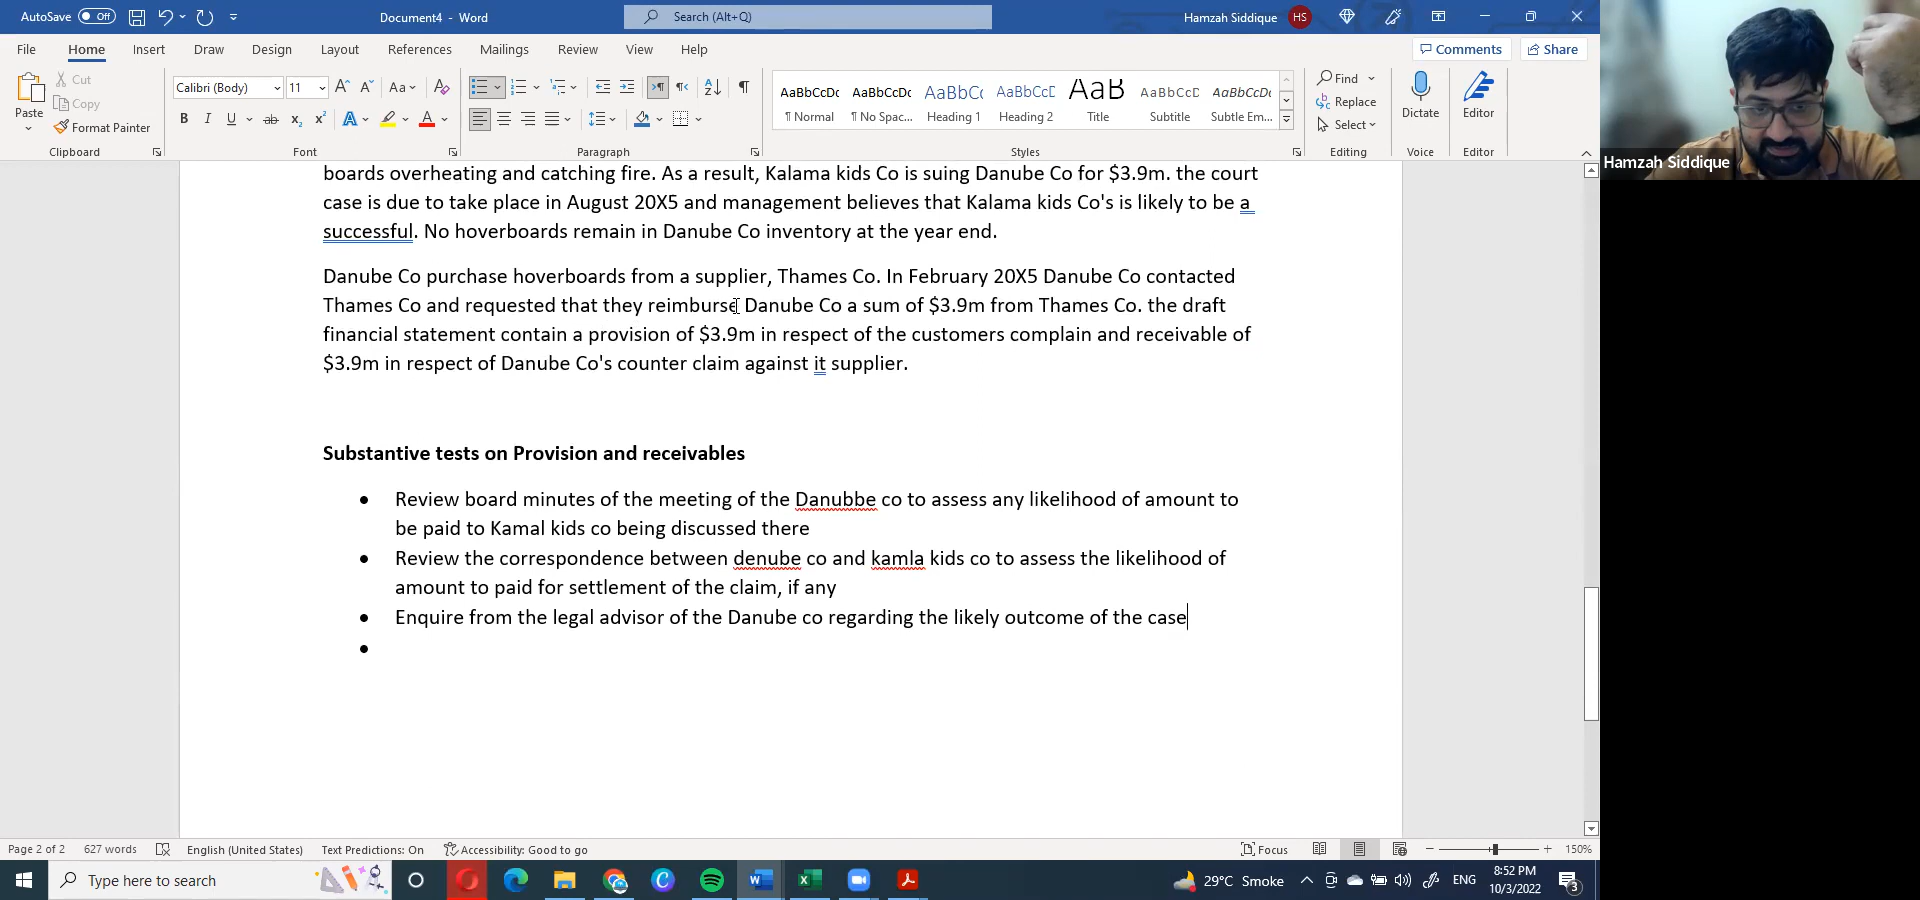 AutoSave Off
Document4 - Word
Search (Alt+Q)
Hamzah Siddique HS
File Home Insert Draw Design Layout References Mailings Review View Help
Comments Share
Paste
Cut
Copy
Format Painter
Clipboard
Calibri (Body) 11
Font
Paragraph
AaBbCcDc AaBbCcDc AaBbC AaBbCcD AaB AaBbCcD AaBbCcDc
¶ Normal ¶ No Spac... Heading 1 Heading 2 Title Subtitle Subtle Em...
Styles
Find
Replace
Select
Editing
Dictate
Voice
Editor
Editor
Hamzah Siddique
boards overheating and catching fire. As a result, Kalama kids Co is suing Danube Co for $3.9m. the court
case is due to take place in August 20X5 and management believes that Kalama kids Co's is likely to be a
successful. No hoverboards remain in Danube Co inventory at the year end.
Danube Co purchase hoverboards from a supplier, Thames Co. In February 20X5 Danube Co contacted
Thames Co and requested that they reimburse Danube Co a sum of $3.9m from Thames Co. the draft
financial statement contain a provision of $3.9m in respect of the customers complain and receivable of
$3.9m in respect of Danube Co's counter claim against it supplier.
Substantive tests on Provision and receivables
• Review board minutes of the meeting of the Danubbe co to assess any likelihood of amount to
be paid to Kamal kids co being discussed there
• Review the correspondence between denube co and kamla kids co to assess the likelihood of
amount to paid for settlement of the claim, if any
• Enquire from the legal advisor of the Danube co regarding the likely outcome of the case
•
Page 2 of 2 627 words English (United States) Text Predictions: On Accessibility: Good to go Focus 150%
Type here to search
29°C Smoke
ENG
8:52 PM
10/3/2022
3